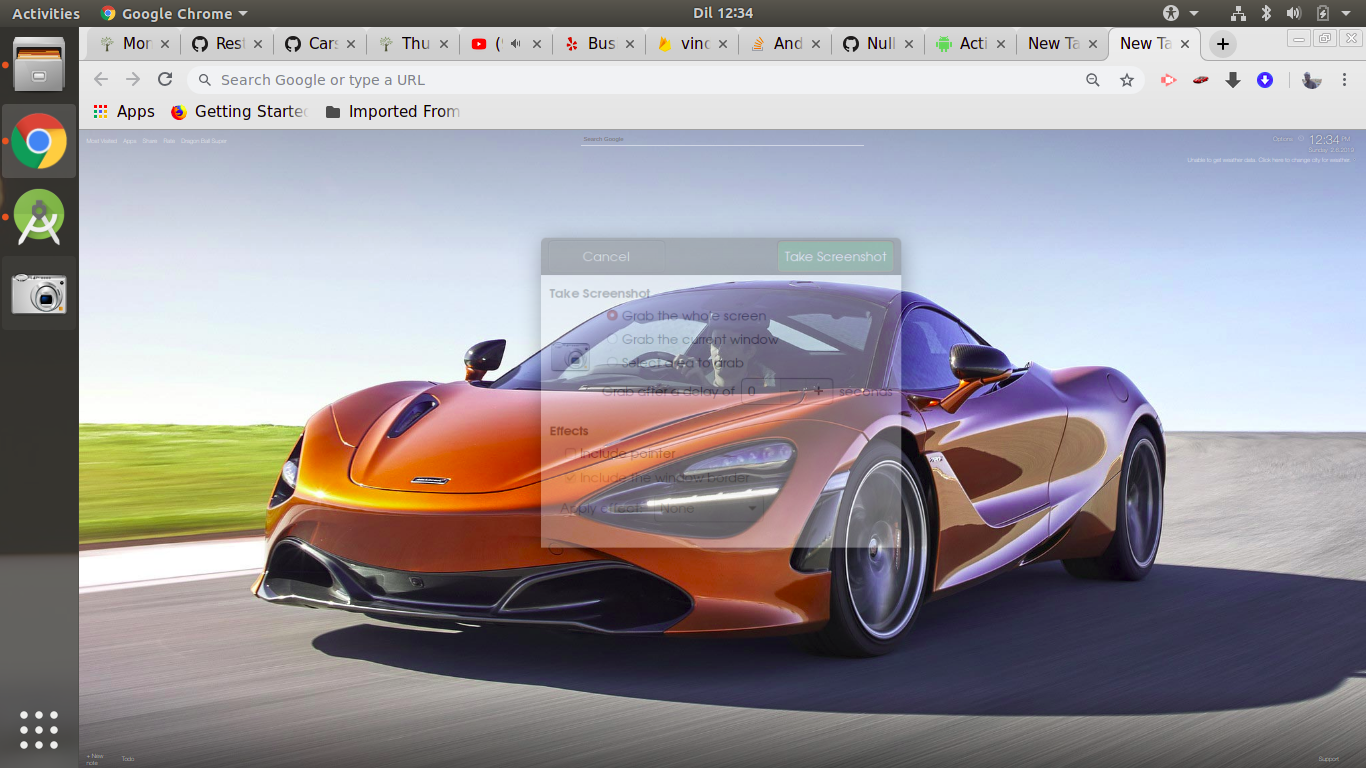 Activities Google Chrome Dil 12:34
Mor Rest Cars Thu ( Bus vinc And Null Acti New Ta New Ta
Search Google or type a URL
Apps Getting Starte Imported From
Most Visited Apps Share Pete Dragon Ball Super
Search Google
Options 12:34 PM
Unable to get weather data. Click here to change city for weather.
Cancel Take Screenshot
Take Screenshot
Grab the whole screen
Grab the current window
Select area to grab
Grab after a delay of 0 + seconds
Effects
Include pointer
Include the window border
Apply effect: None
+ New note Todo Support